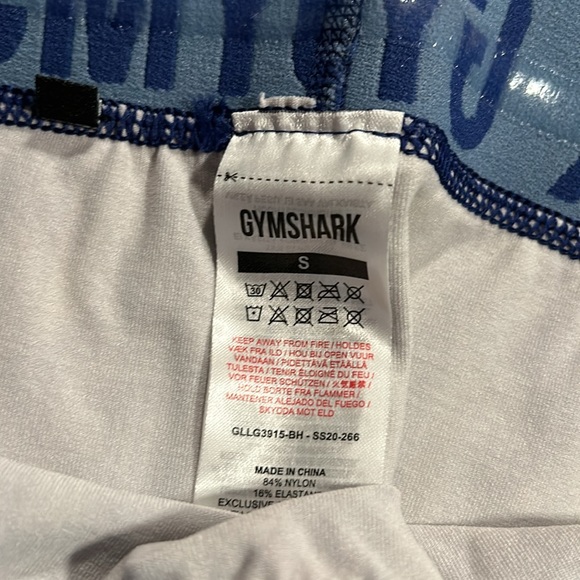 GYMSHARK
S
30
KEEP AWAY FROM FIRE / HOLDES
VÆK FRA ILD / HOU BIJ OPEN VUUR
VANDAAN / PIDETTÄVÄ ETÄÄLLÄ
TULESTA / TENIR ÉLOIGNÉ DU FEU /
VOR FEUER SCHÜTZEN / 火気厳禁 /
HOLD BORTE FRA FLAMMER /
MANTENER ALEJADO DEL FUEGO /
SKYDDA MOT ELD
GLLG3915-BH - SS20-266
MADE IN CHINA
84% NYLON
16% ELASTAN
EXCLUSIVE